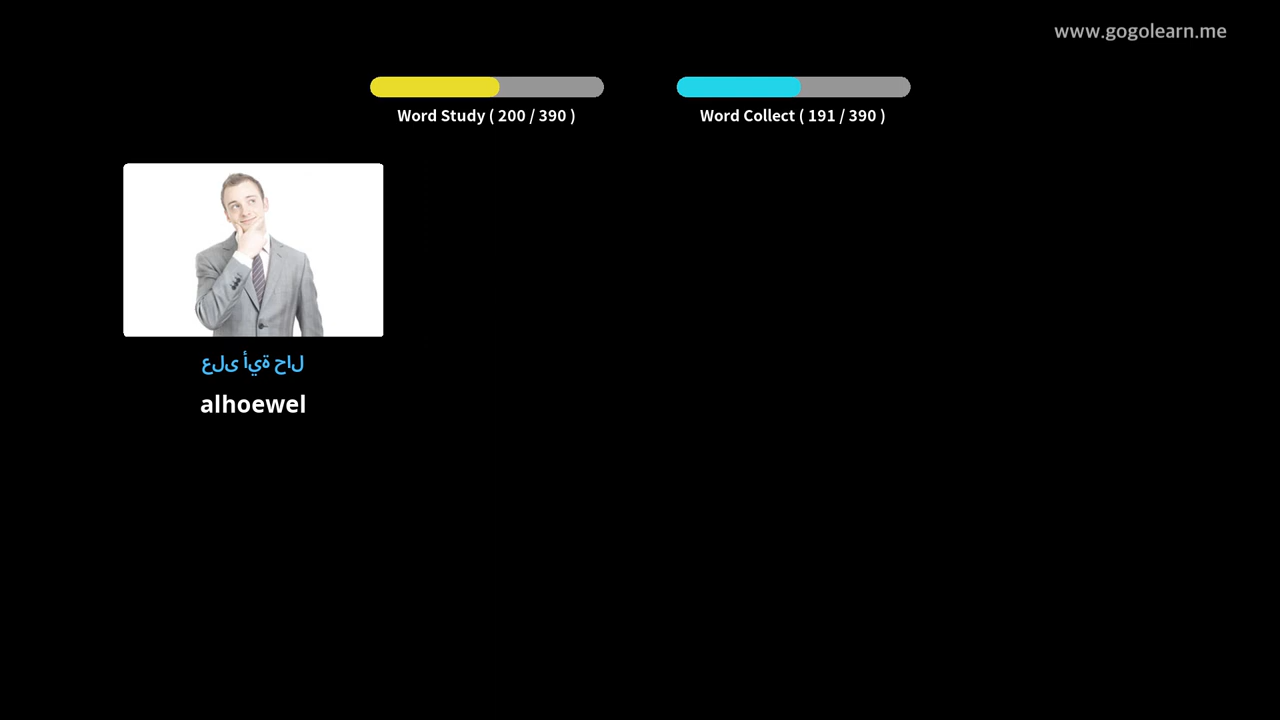 www.gogolearn.me
Word Study ( 200 / 390 )
Word Collect ( 191 / 390 )
على أية حال
alhoewel